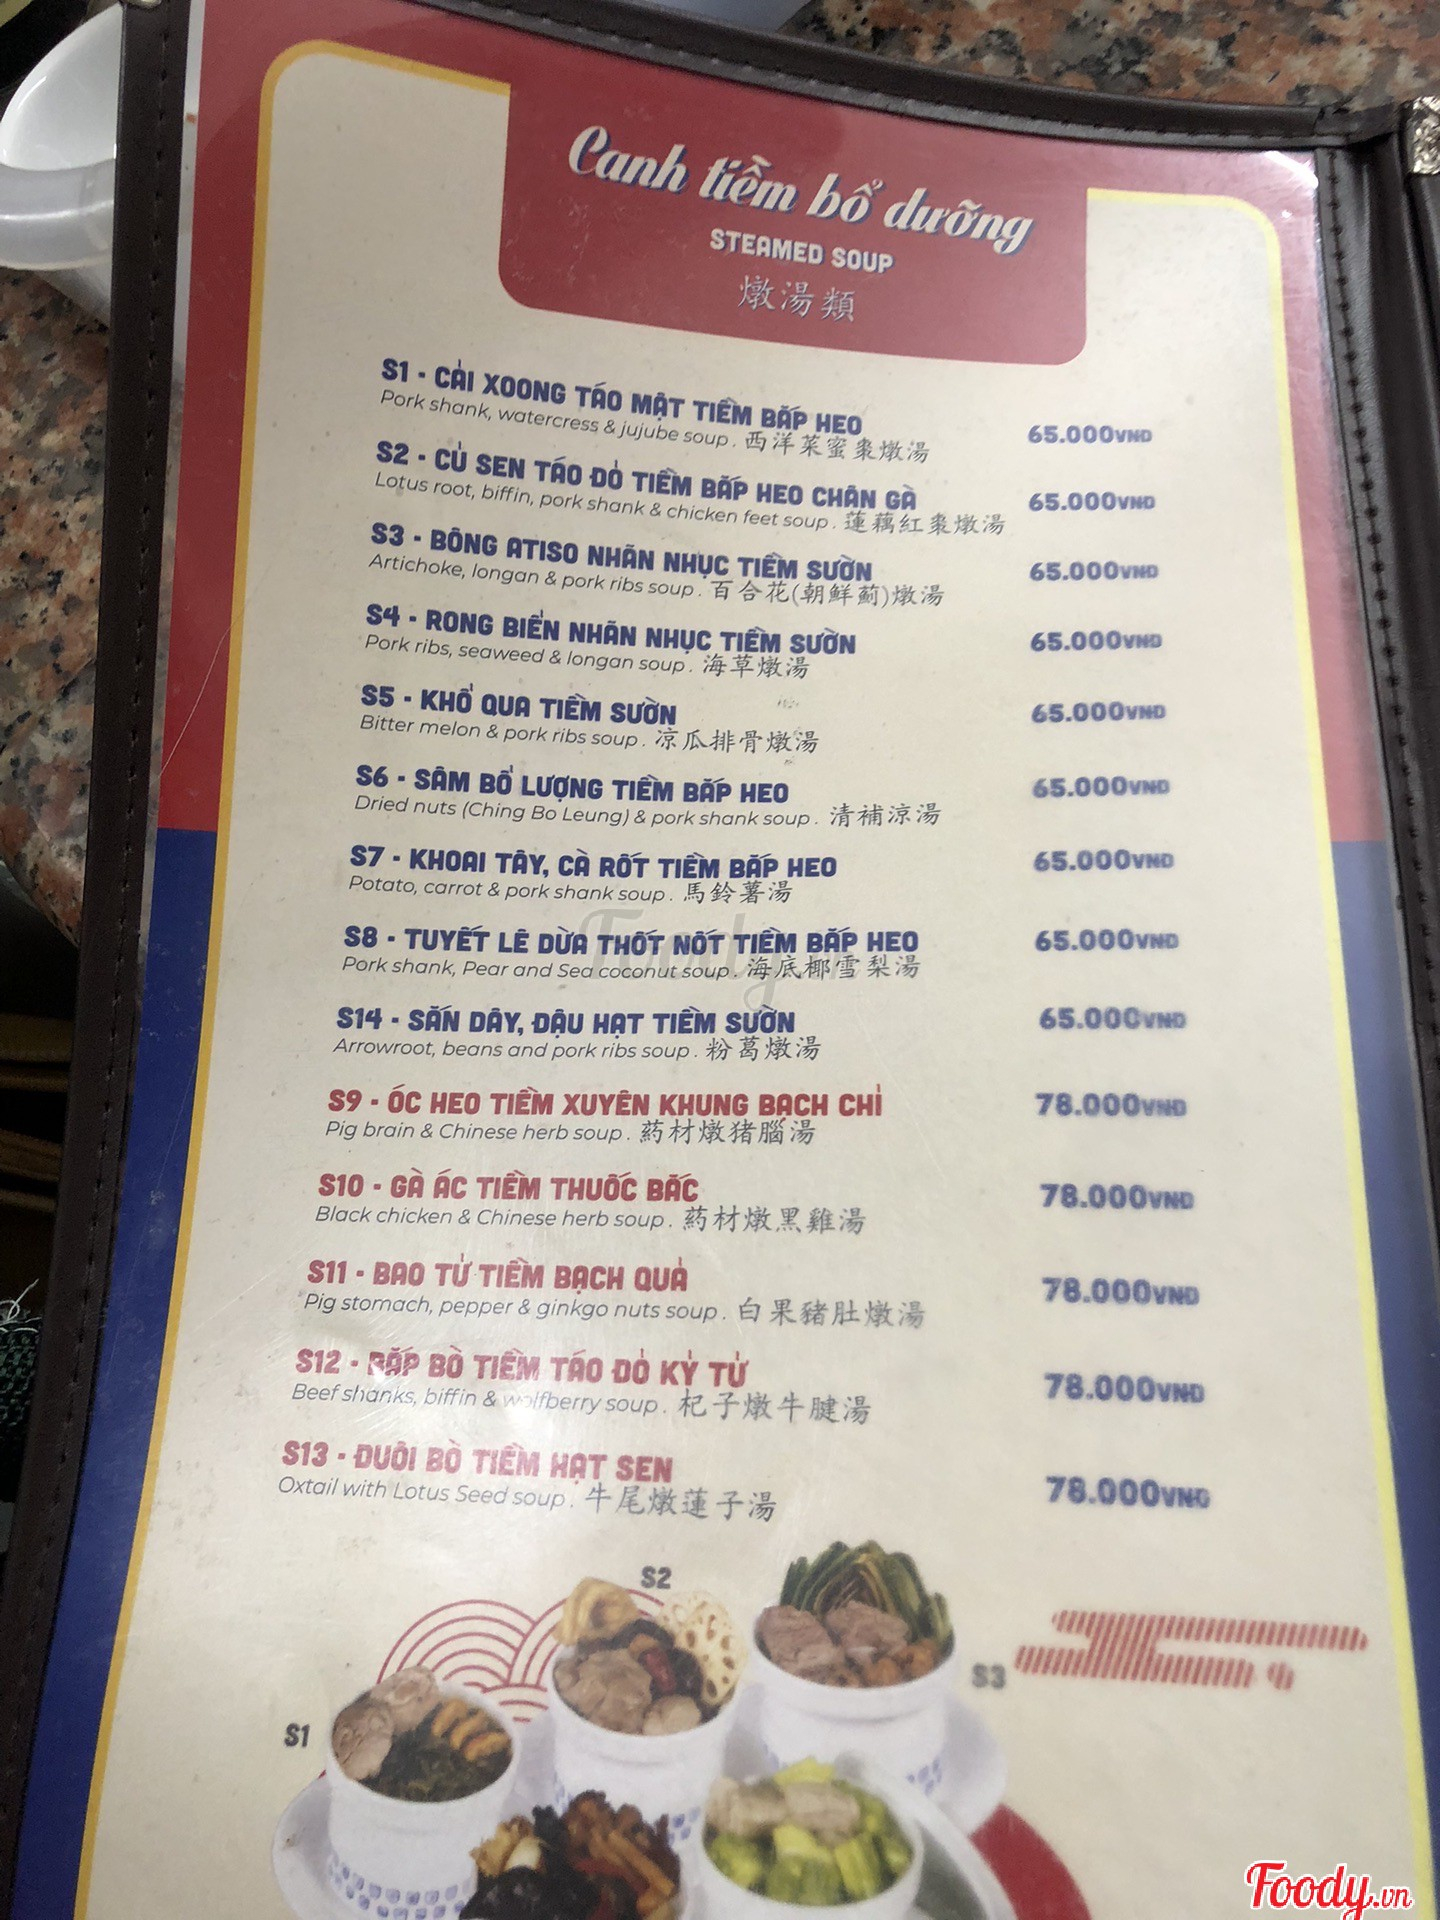 Canh tiềm bổ dưỡng
STEAMED SOUP
燉湯類
S1 - CẢI XOONG TÁO MẬT TIỀM BẮP HEO
Pork shank, watercress & jujube soup . 西洋菜蜜棗燉湯
65.000VND
S2 - CỦ SEN TÁO ĐỎ TIỀM BẮP HEO CHÂN GÀ
Lotus root, biffin, pork shank & chicken feet soup . 蓮藕紅棗燉湯
65.000VND
S3 - BÔNG ATISO NHÃN NHỤC TIỀM SƯỜN
Artichoke, longan & pork ribs soup . 百合花(朝鮮薊)燉湯
65.000VND
S4 - RONG BIỂN NHÃN NHỤC TIỀM SƯỜN
Pork ribs, seaweed & longan soup . 海草燉湯
65.000VND
S5 - KHỔ QUA TIỀM SƯỜN
Bitter melon & pork ribs soup . 凉瓜排骨燉湯
65.000VND
S6 - SÂM BỔ LƯỢNG TIỀM BẮP HEO
Dried nuts (Ching Bo Leung) & pork shank soup . 清補涼湯
65.000VND
S7 - KHOAI TÂY, CÀ RỐT TIỀM BẮP HEO
Potato, carrot & pork shank soup . 馬鈴薯湯
65.000VND
S8 - TUYẾT LÊ DỪA THỐT NỐT TIỀM BẮP HEO
Pork shank, Pear and Sea coconut soup . 海底椰雪梨湯
65.000VND
S14 - SẮN DÂY, ĐẬU HẠT TIỀM SƯỜN
Arrowroot, beans and pork ribs soup . 粉葛燉湯
65.000VND
S9 - ÓC HEO TIỀM XUYÊN KHUNG BẠCH CHỈ
Pig brain & Chinese herb soup . 药材燉猪腦湯
78.000VND
S10 - GÀ ÁC TIỀM THUỐC BẮC
Black chicken & Chinese herb soup . 药材燉黑雞湯
78.000VND
S11 - BAO TỬ TIỀM BẠCH QUẢ
Pig stomach, pepper & ginkgo nuts soup . 白果豬肚燉湯
78.000VND
S12 - BẮP BÒ TIỀM TÁO ĐỎ KỶ TỬ
Beef shanks, biffin & wolfberry soup . 杞子燉牛腱湯
78.000VND
S13 - ĐUÔI BÒ TIỀM HẠT SEN
Oxtail with Lotus Seed soup . 牛尾燉蓮子湯
78.000VND
S2
S3
S1
Foody.vn
Foody.vn